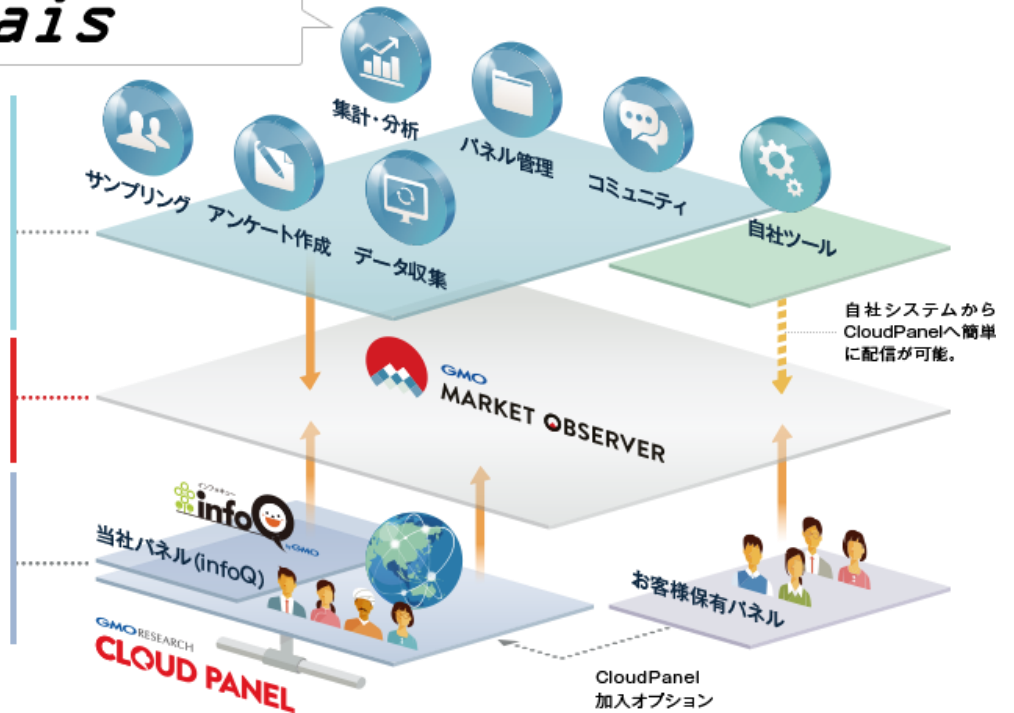 ais
集計・分析
パネル管理
コミュニティ
自社ツール
サンプリング
アンケート作成
データ収集
自社システムから
CloudPanelへ簡単
に配信が可能。
GMO
MARKET OBSERVER
インフォキュー
infoQ
byGMO
当社パネル(infoQ)
お客様保有パネル
GMO RESEARCH
CLOUD PANEL
CloudPanel
加入オプション